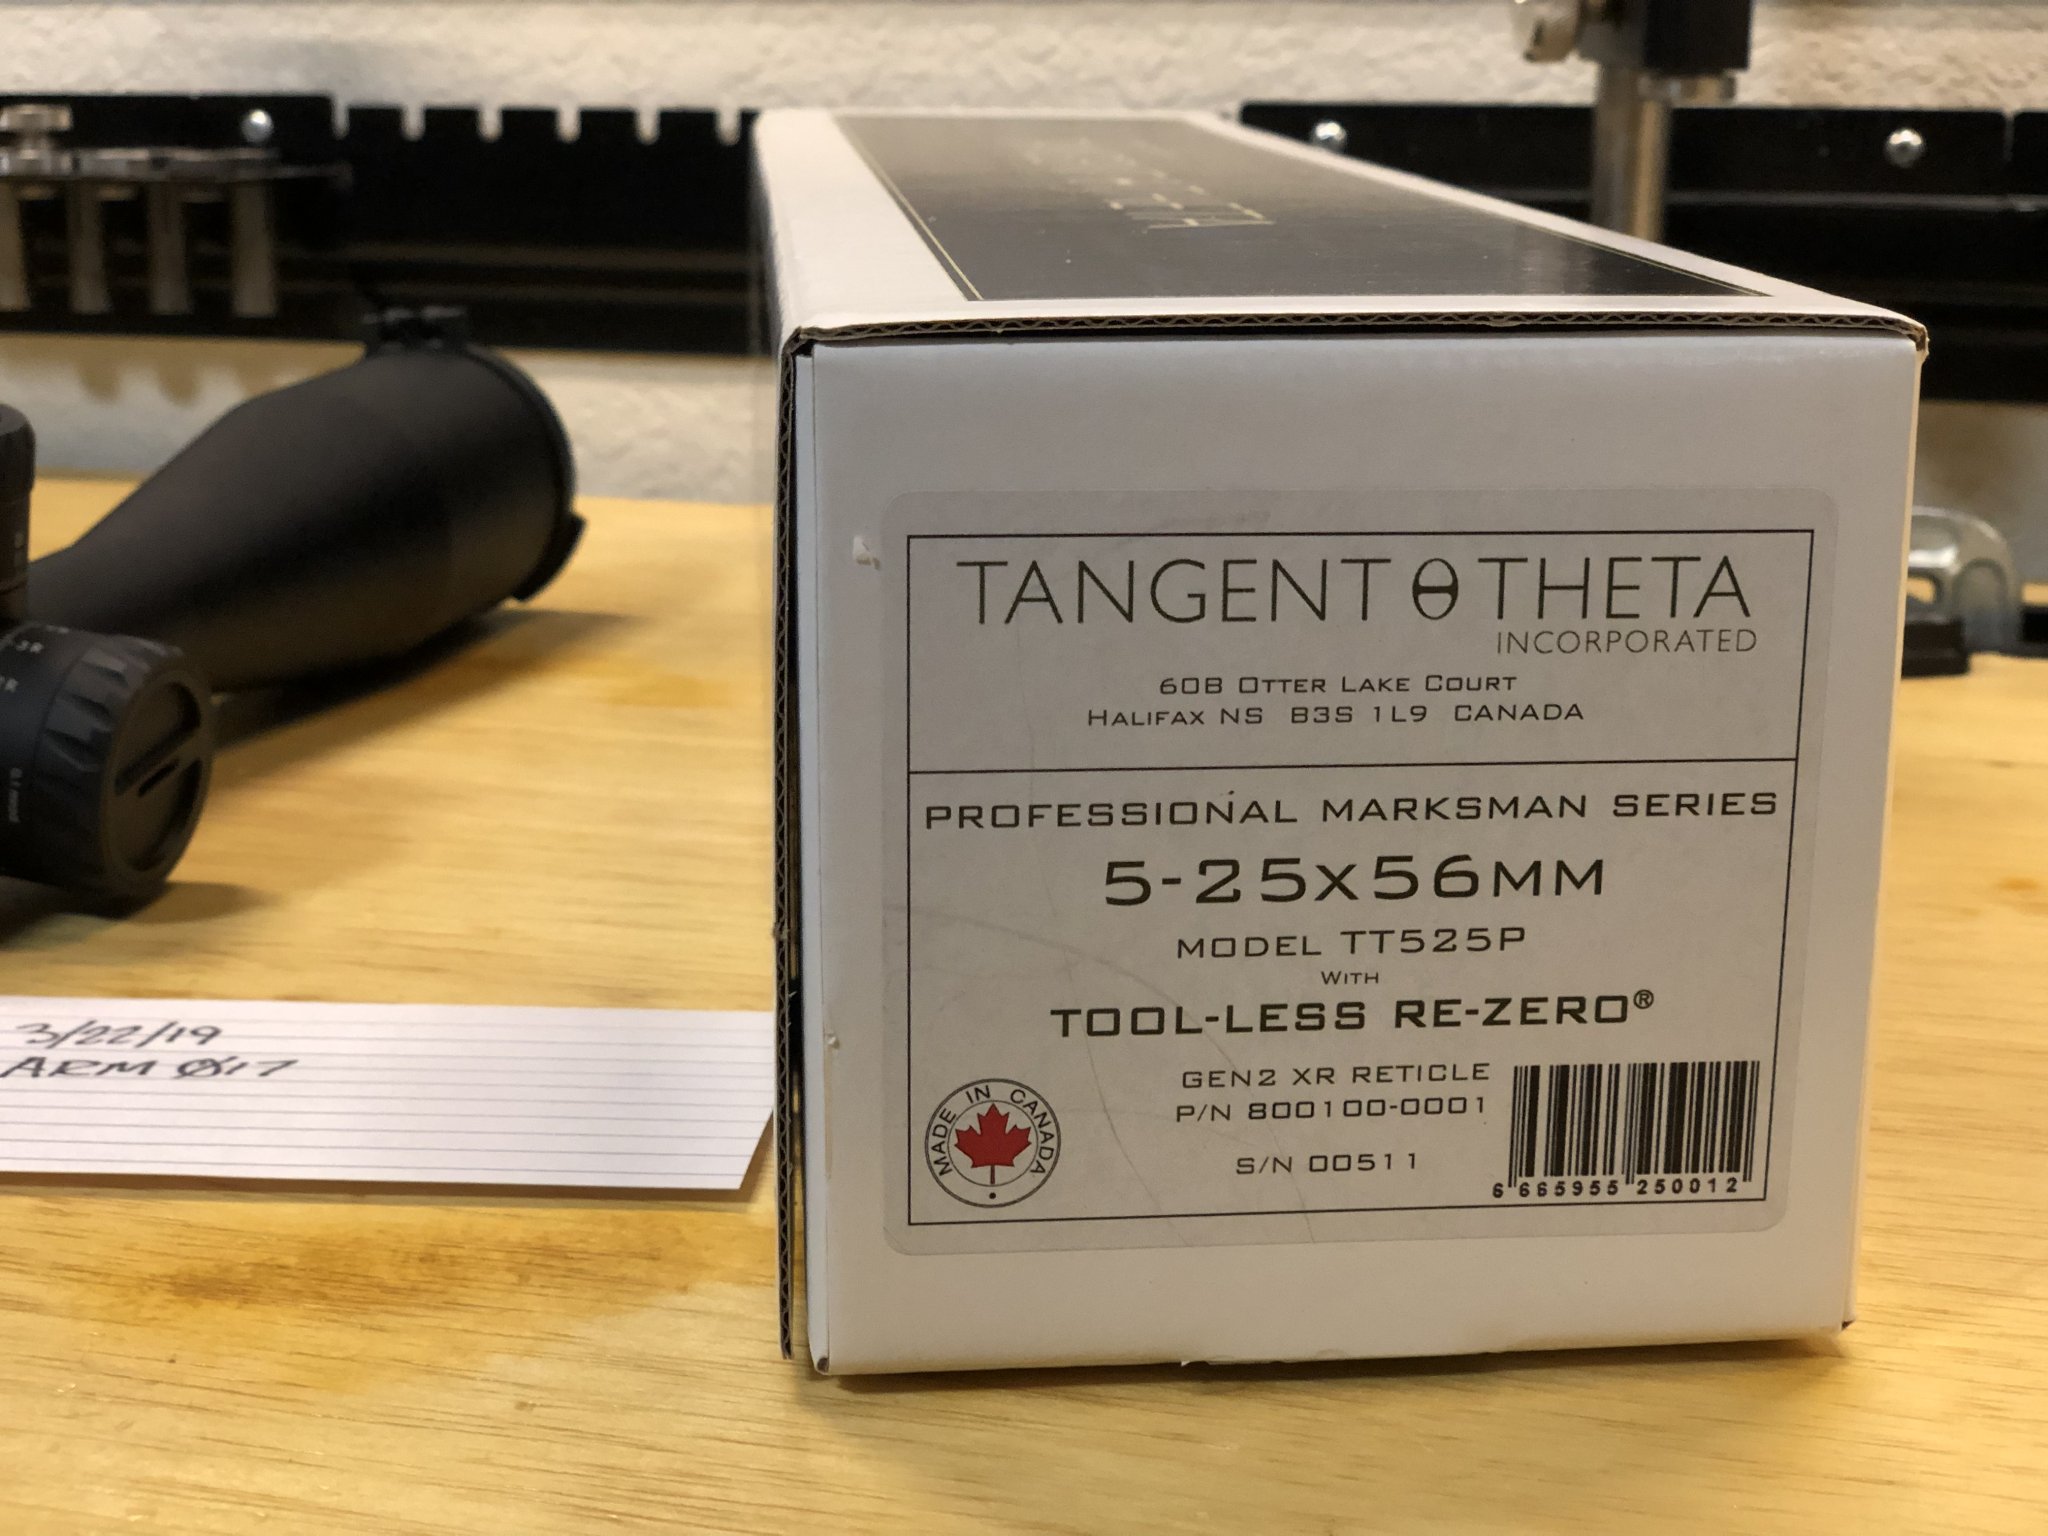 TANGENT θ THETA
INCORPORATED
60B OTTER LAKE COURT
HALIFAX NS B3S 1L9 CANADA
PROFESSIONAL MARKSMAN SERIES
5-25x56MM
MODEL TT525P
WITH
TOOL-LESS RE-ZERO®
GEN2 XR RETICLE
P/N 800100-0001
S/N 00511
MADE IN CANADA
6 665955 250012
3/22/19
ARM Ø17